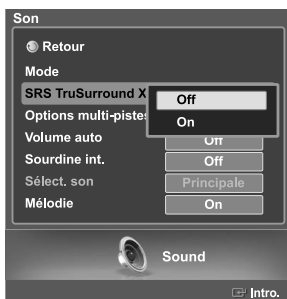 Son
Retour
Mode
SRS TruSurround X
Off
On
Options multi-pistes
Volume auto
Off
Sourdine int.
Off
Sélect. son
Principale
Mélodie
On
Sound
Intro.